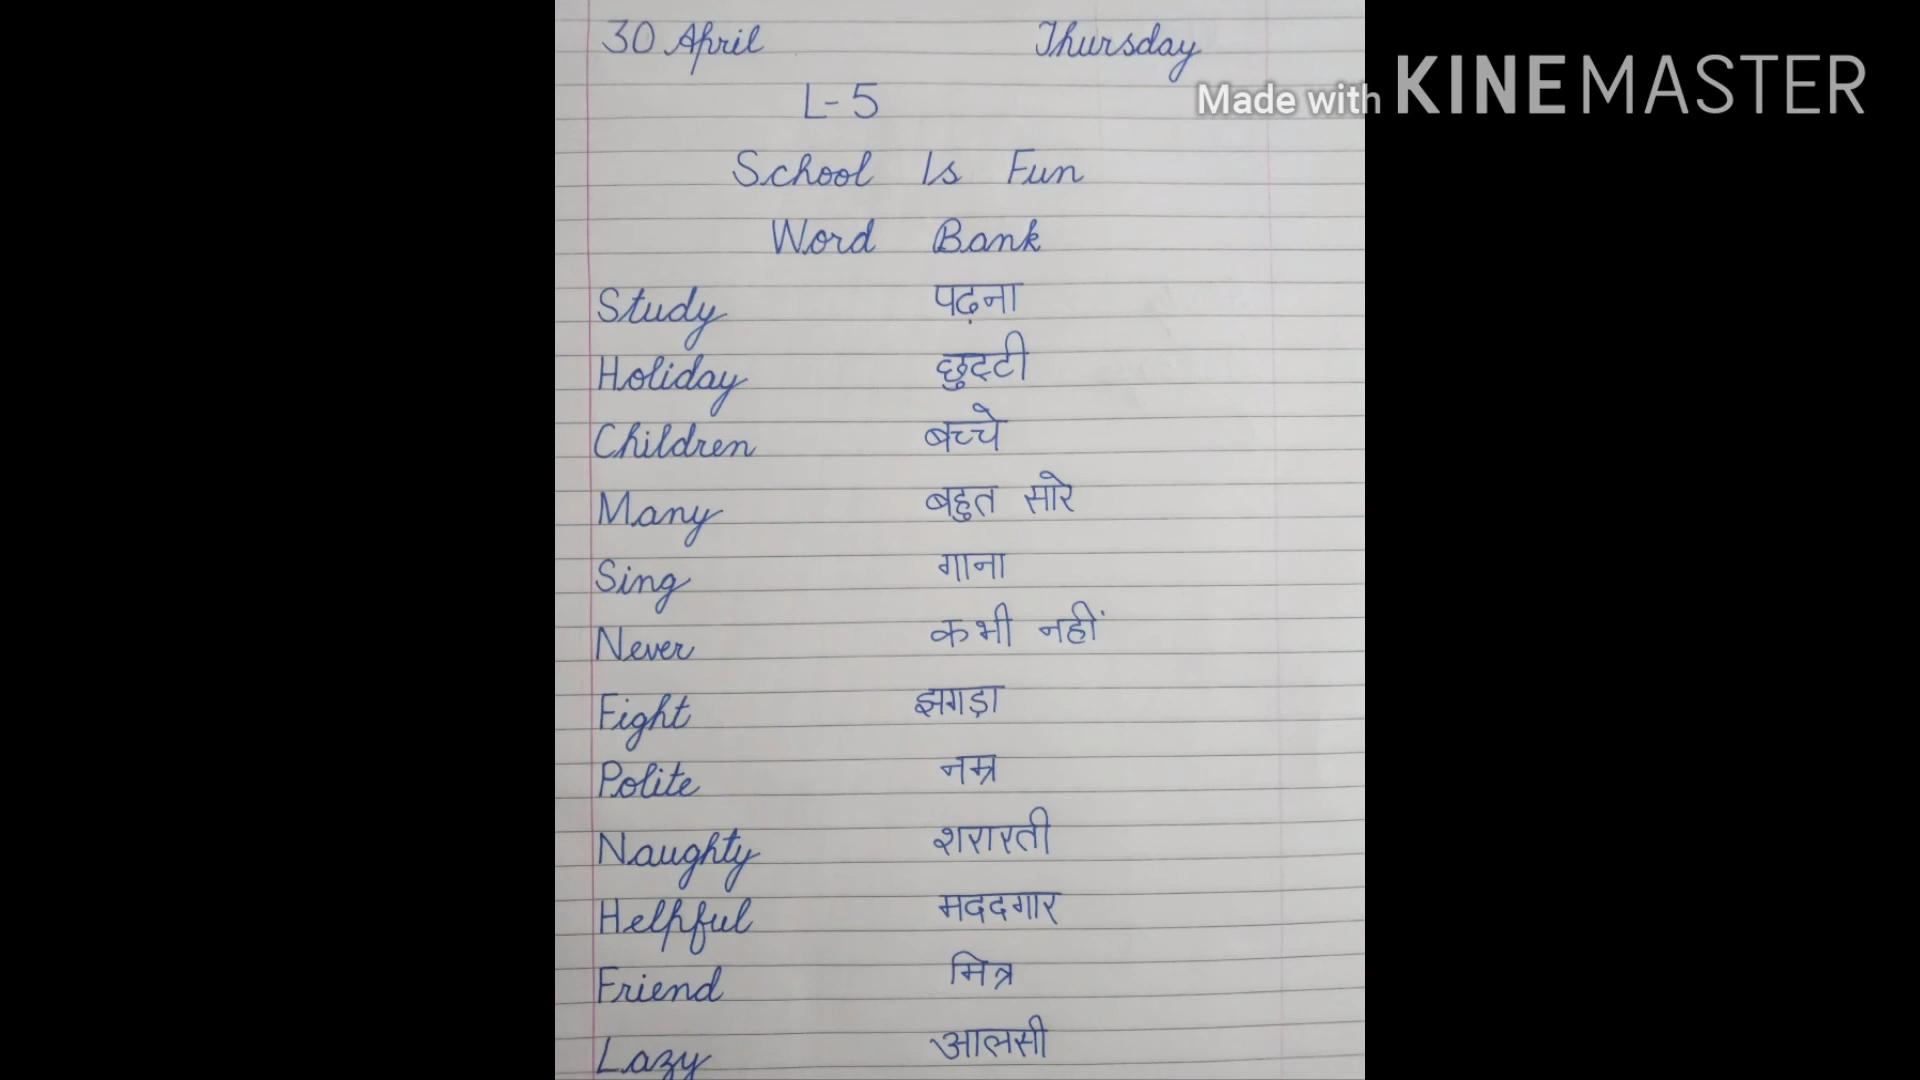 30 April Thursday
Made with KINEMASTER
L-5
School Is Fun
Word Bank
Study पढ़ना
Holiday छुट्टी
Children बच्चे
Many बहुत सारे
Sing गाना
Never कभी नहीं
Fight झगड़ा
Polite नम्र
Naughty शरारती
Helpful मददगार
Friend मित्र
Lazy आलसी